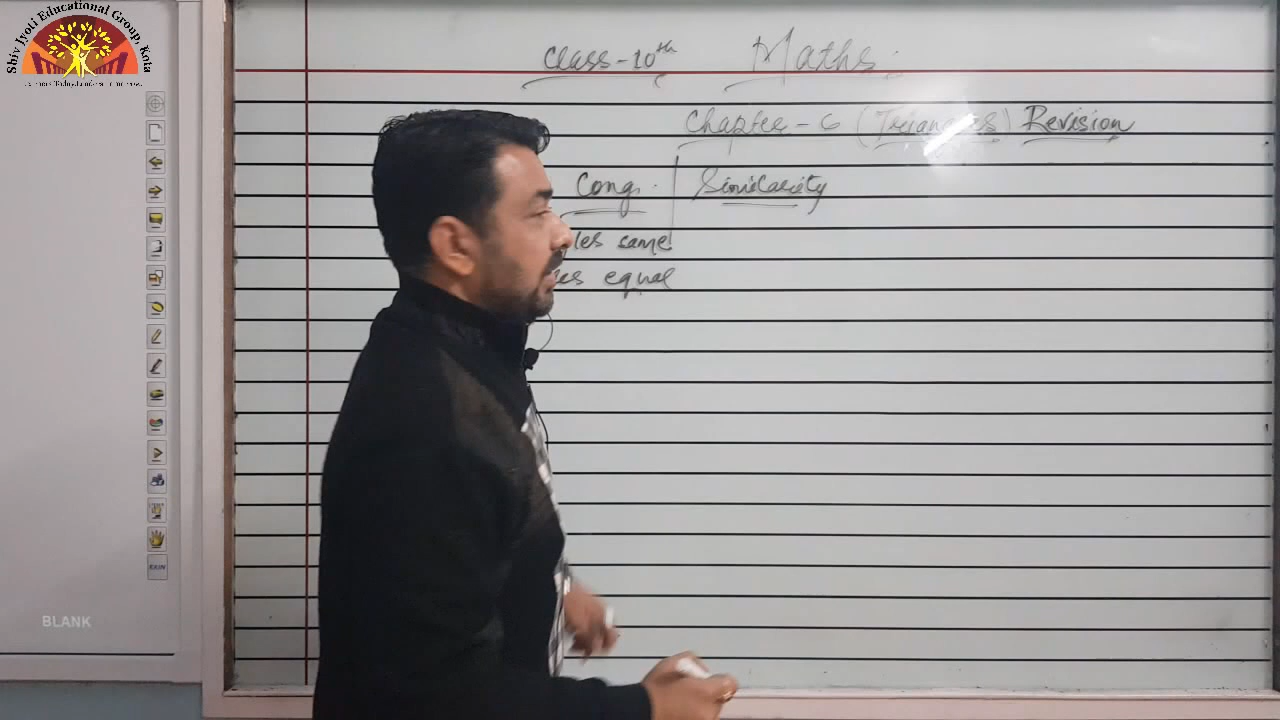 Shiv Jyoti Educational Group, Kota
Class-10th Maths
Chapter-6 (Triangles) Revision
Cong. Similarity
les same
es equal
BLANK